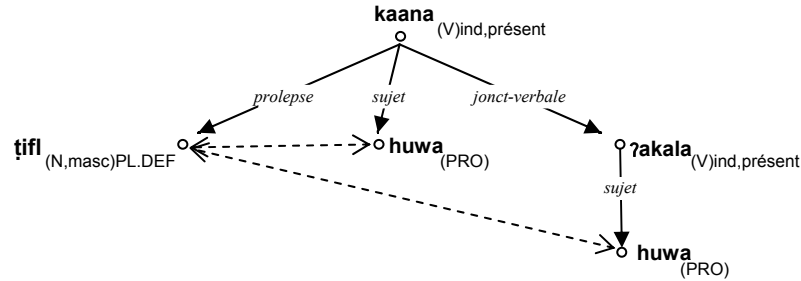 kaana (V)ind,présent
prolepse sujet jonct-verbale
ṭifl (N,masc)PL.DEF huwa (PRO) ʔakala (V)ind,présent
sujet
huwa (PRO)